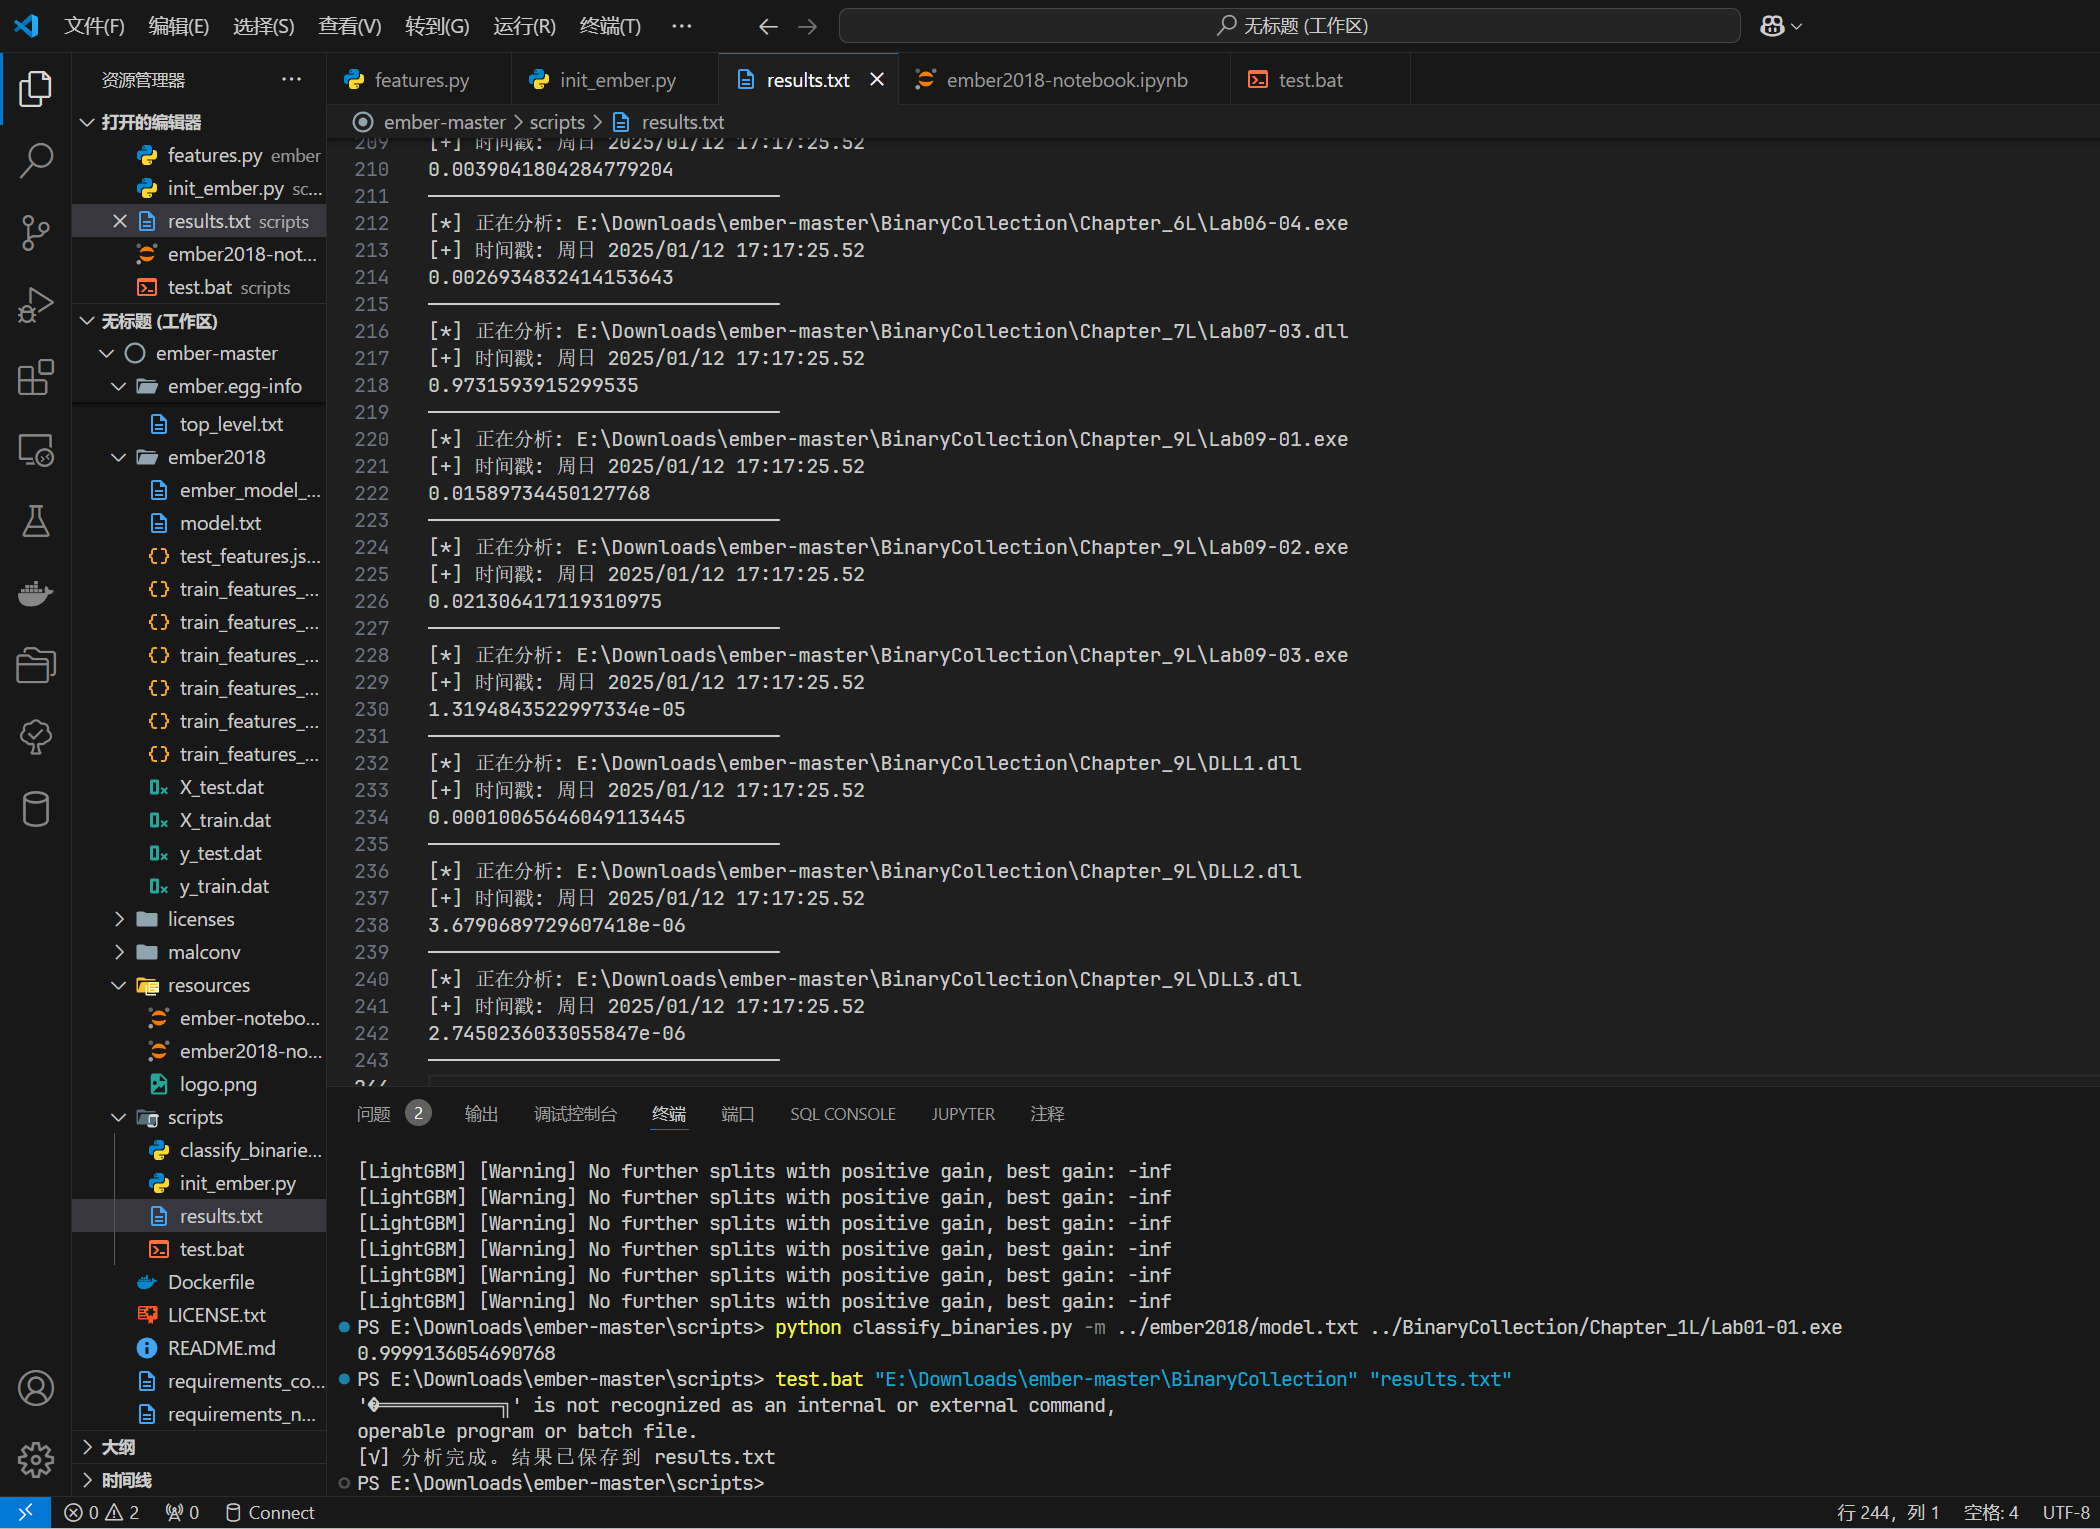 文件(F) 编辑(E) 选择(S) 查看(V) 转到(G) 运行(R) 终端(T) ··· 无标题 (工作区)
资源管理器 ···
features.py init_ember.py results.txt ember2018-notebook.ipynb test.bat
打开的编辑器
features.py ember
init_ember.py sc...
results.txt scripts
ember2018-not...
test.bat scripts
无标题 (工作区)
ember-master
ember.egg-info
top_level.txt
ember2018
ember_model_...
model.txt
test_features.js...
train_features_...
train_features_...
train_features_...
train_features_...
train_features_...
train_features_...
X_test.dat
X_train.dat
y_test.dat
y_train.dat
licenses
malconv
resources
ember-notebo...
ember2018-no...
logo.png
scripts
classify_binarie...
init_ember.py
results.txt
test.bat
Dockerfile
LICENSE.txt
README.md
requirements_co...
requirements_n...
大纲
时间线
ember-master > scripts > results.txt
209 [+] 时间戳: 周日 2025/01/12 17:17:25.52
210 0.0039041804284779204
211 ——————————————————————————————
212 [*] 正在分析: E:\Downloads\ember-master\BinaryCollection\Chapter_6L\Lab06-04.exe
213 [+] 时间戳: 周日 2025/01/12 17:17:25.52
214 0.0026934832414153643
215 ——————————————————————————————
216 [*] 正在分析: E:\Downloads\ember-master\BinaryCollection\Chapter_7L\Lab07-03.dll
217 [+] 时间戳: 周日 2025/01/12 17:17:25.52
218 0.9731593915299535
219 ——————————————————————————————
220 [*] 正在分析: E:\Downloads\ember-master\BinaryCollection\Chapter_9L\Lab09-01.exe
221 [+] 时间戳: 周日 2025/01/12 17:17:25.52
222 0.01589734450127768
223 ——————————————————————————————
224 [*] 正在分析: E:\Downloads\ember-master\BinaryCollection\Chapter_9L\Lab09-02.exe
225 [+] 时间戳: 周日 2025/01/12 17:17:25.52
226 0.021306417119310975
227 ——————————————————————————————
228 [*] 正在分析: E:\Downloads\ember-master\BinaryCollection\Chapter_9L\Lab09-03.exe
229 [+] 时间戳: 周日 2025/01/12 17:17:25.52
230 1.3194843522997334e-05
231 ——————————————————————————————
232 [*] 正在分析: E:\Downloads\ember-master\BinaryCollection\Chapter_9L\DLL1.dll
233 [+] 时间戳: 周日 2025/01/12 17:17:25.52
234 0.00010065646049113445
235 ——————————————————————————————
236 [*] 正在分析: E:\Downloads\ember-master\BinaryCollection\Chapter_9L\DLL2.dll
237 [+] 时间戳: 周日 2025/01/12 17:17:25.52
238 3.6790689729607418e-06
239 ——————————————————————————————
240 [*] 正在分析: E:\Downloads\ember-master\BinaryCollection\Chapter_9L\DLL3.dll
241 [+] 时间戳: 周日 2025/01/12 17:17:25.52
242 2.7450236033055847e-06
243 ——————————————————————————————
244
问题 2 输出 调试控制台 终端 端口 SQL CONSOLE JUPYTER 注释
[LightGBM] [Warning] No further splits with positive gain, best gain: -inf
[LightGBM] [Warning] No further splits with positive gain, best gain: -inf
[LightGBM] [Warning] No further splits with positive gain, best gain: -inf
[LightGBM] [Warning] No further splits with positive gain, best gain: -inf
[LightGBM] [Warning] No further splits with positive gain, best gain: -inf
[LightGBM] [Warning] No further splits with positive gain, best gain: -inf
PS E:\Downloads\ember-master\scripts> python classify_binaries.py -m ../ember2018/model.txt ../BinaryCollection/Chapter_1L/Lab01-01.exe
0.9999136054690768
PS E:\Downloads\ember-master\scripts> test.bat "E:\Downloads\ember-master\BinaryCollection" "results.txt"
'�═══════════╗' is not recognized as an internal or external command,
operable program or batch file.
[√] 分析完成。结果已保存到 results.txt
PS E:\Downloads\ember-master\scripts>
0 2 0 Connect 行 244，列 1 空格: 4 UTF-8